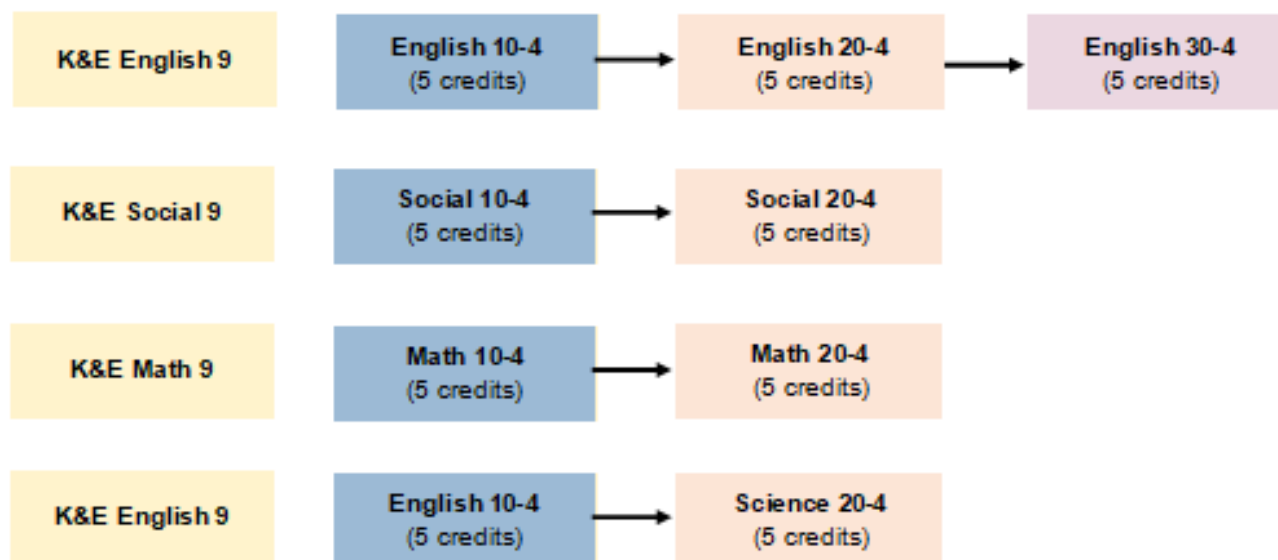 K&E English 9
English 10-4
(5 credits)
English 20-4
(5 credits)
English 30-4
(5 credits)
K&E Social 9
Social 10-4
(5 credits)
Social 20-4
(5 credits)
K&E Math 9
Math 10-4
(5 credits)
Math 20-4
(5 credits)
K&E English 9
English 10-4
(5 credits)
Science 20-4
(5 credits)